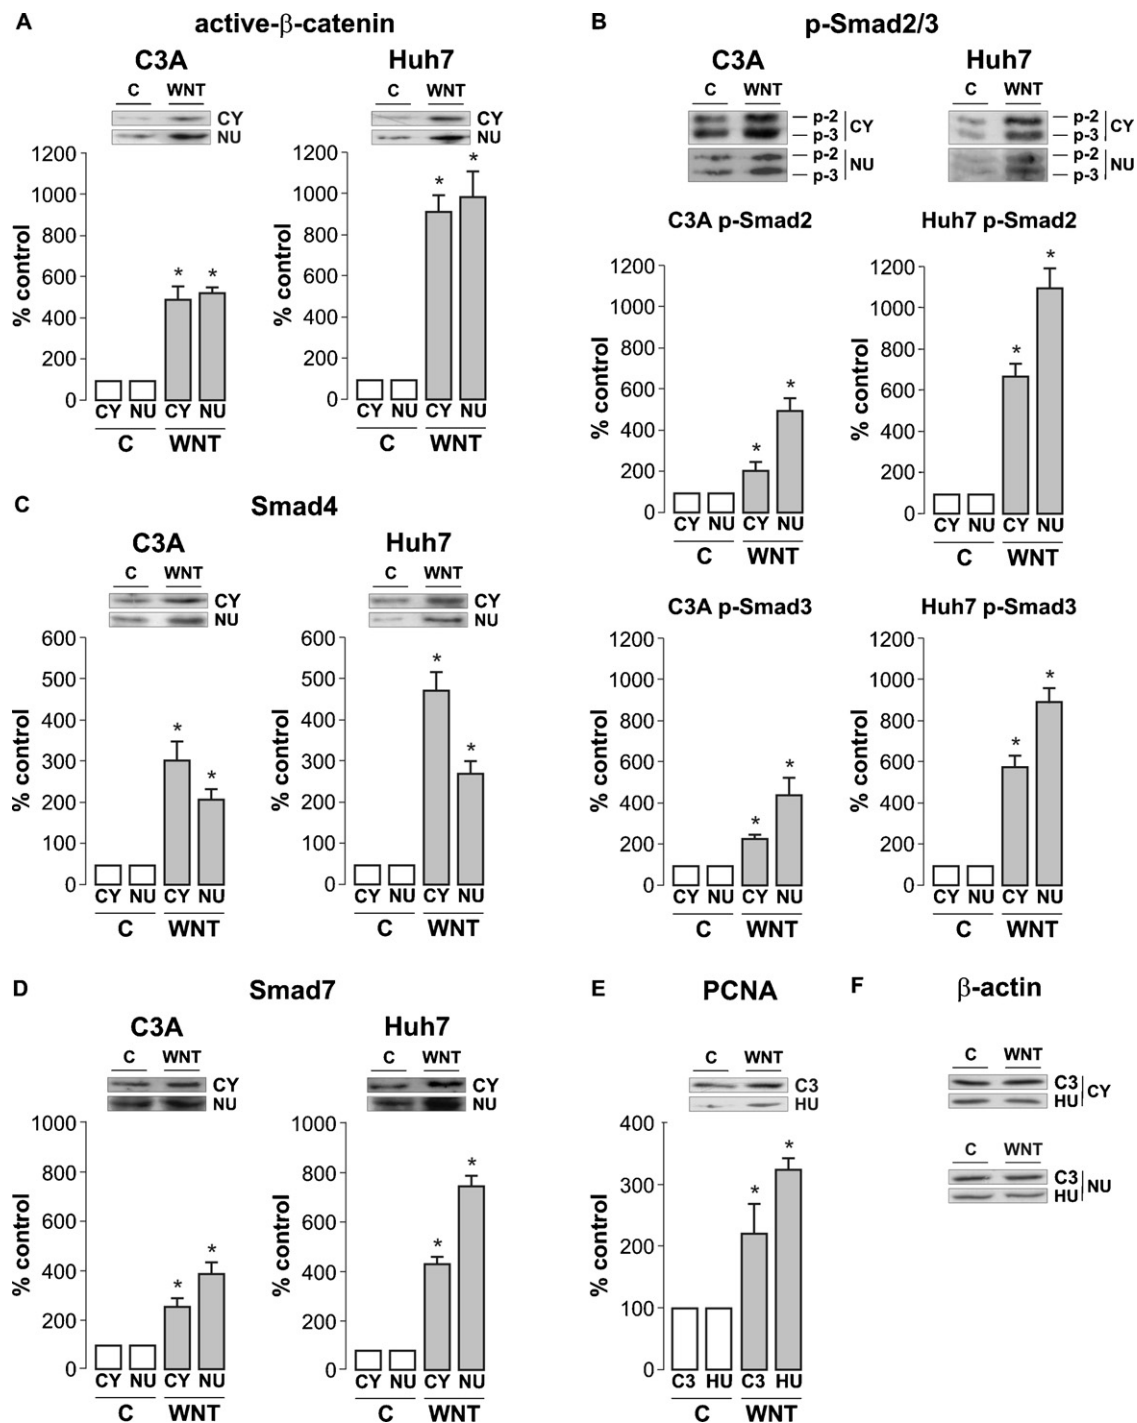 A
active-β-catenin
C3A
Huh7
C WNT
CY
NU
C WNT
CY
NU
% control
1200
1000
800
600
400
200
0
* *
CY NU CY NU
C WNT
% control
1200
1000
800
600
400
200
0
* *
CY NU CY NU
C WNT
B
p-Smad2/3
C3A
Huh7
C WNT
p-2
p-3
CY
p-2
p-3
NU
C WNT
p-2
p-3
CY
p-2
p-3
NU
C3A p-Smad2
% control
1200
1000
800
600
400
200
0
* *
CY NU CY NU
C WNT
Huh7 p-Smad2
% control
1200
1000
800
600
400
200
0
* *
CY NU CY NU
C WNT
C3A p-Smad3
% control
1200
1000
800
600
400
200
0
* *
CY NU CY NU
C WNT
Huh7 p-Smad3
% control
1200
1000
800
600
400
200
0
* *
CY NU CY NU
C WNT
C
Smad4
C3A
Huh7
C WNT
CY
NU
C WNT
CY
NU
% control
600
500
400
300
200
100
0
* *
CY NU CY NU
C WNT
% control
600
500
400
300
200
100
0
* *
CY NU CY NU
C WNT
D
Smad7
C3A
Huh7
C WNT
CY
NU
C WNT
CY
NU
% control
1000
800
600
400
200
0
* *
CY NU CY NU
C WNT
% control
1000
800
600
400
200
0
* *
CY NU CY NU
C WNT
E
PCNA
C WNT
C3
HU
% control
400
300
200
100
0
* *
C3 HU C3 HU
C WNT
F
β-actin
C WNT
C3
HU
CY
C WNT
C3
HU
NU